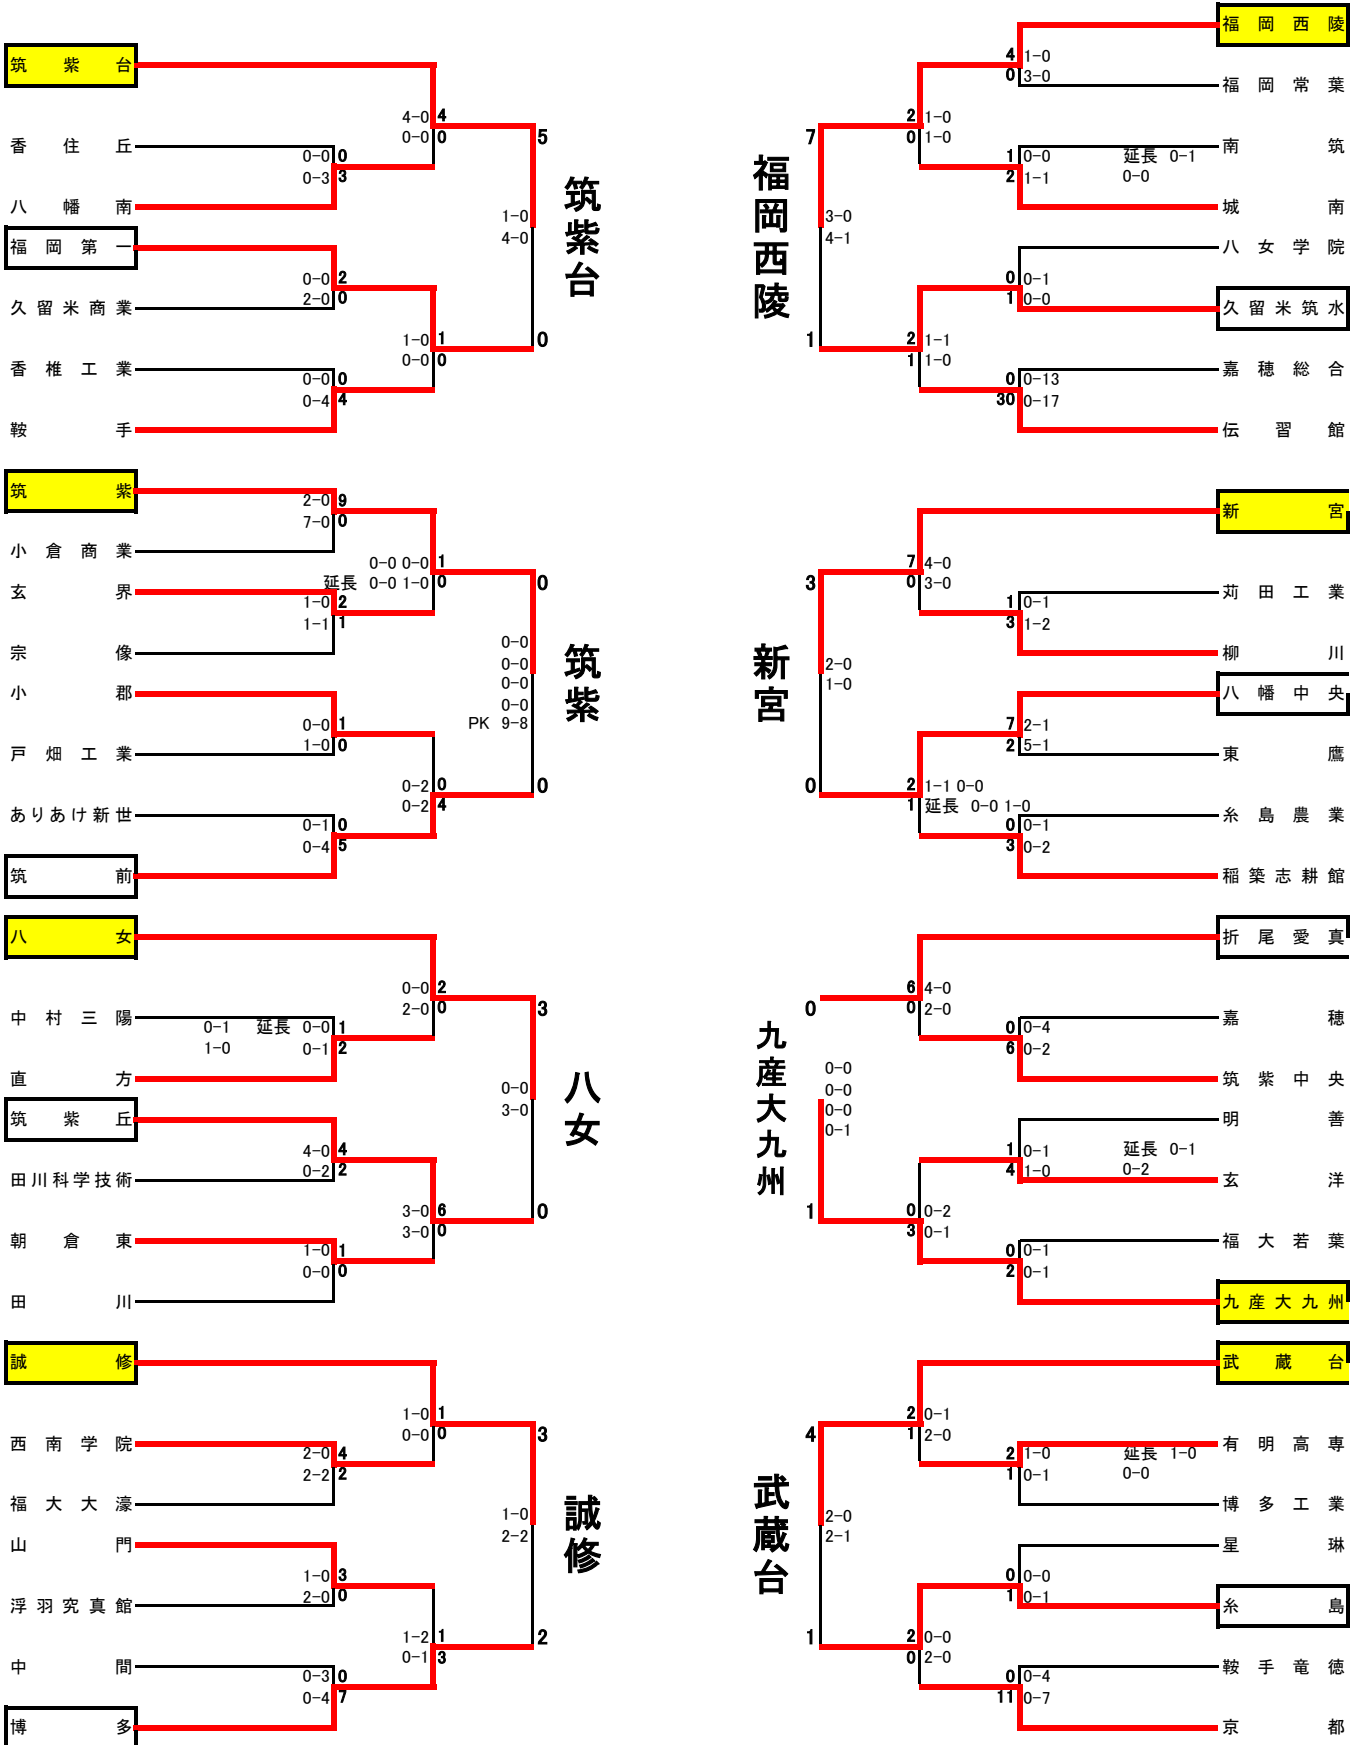 筑紫台
4-0 4
0-0 0
香住丘
0-0 0
0-3 3
八幡南
5
1-0
4-0
筑紫台
福岡第一
0-0 2
2-0 0
久留米商業
1-0 1
0-0 0
0
香椎工業
0-0 0
0-4 4
鞍手
筑紫
2-0 9
7-0 0
小倉商業
0-0 0-0 1
延長 0-0 1-0 0
玄界
1-0 2
1-1 1
宗像
0
0-0
0-0
0-0
0-0
PK 9-8
筑紫
小郡
0-0 1
1-0 0
戸畑工業
0-2 0
0-2 4
0
ありあけ新世
0-1 0
0-4 5
筑前
八女
0-0 2
2-0 0
中村三陽
0-1 延長 0-0 1
1-0 0-1 2
直方
3
0-0
3-0
八女
筑紫丘
4-0 4
0-2 2
田川科学技術
3-0 6
3-0 0
0
朝倉東
1-0 1
0-0 0
田川
誠修
1-0 1
0-0 0
西南学院
2-0 4
2-2 2
福大大濠
3
1-0
2-2
誠修
山門
1-0 3
2-0 0
浮羽究真館
1-2 1
0-1 3
2
中間
0-3 0
0-4 7
博多
福岡西陵
4 1-0
0 3-0
福岡常葉
2 1-0
0 1-0
南筑
1 0-0 延長 0-1
2 1-1 0-0
城南
7
3-0
4-1
福岡西陵
八女学院
0 0-1
1 0-0
久留米筑水
2 1-1
1 1-0
1
嘉穂総合
0 0-13
30 0-17
伝習館
新宮
7 4-0
0 3-0
苅田工業
1 0-1
3 1-2
柳川
3
2-0
1-0
新宮
八幡中央
7 2-1
2 5-1
東鷹
2 1-1 0-0
1 延長 0-0 1-0
0
糸島農業
0 0-1
3 0-2
稲築志耕館
折尾愛真
6 4-0
0 2-0
嘉穂
0 0-4
6 0-2
筑紫中央
0
0-0
0-0
0-0
0-1
九産大九州
明善
1 0-1 延長 0-1
4 1-0 0-2
玄洋
0 0-2
3 0-1
1
福大若葉
0 0-1
2 0-1
九産大九州
武蔵台
2 0-1
1 2-0
有明高専
2 1-0 延長 1-0
1 0-1 0-0
博多工業
4
2-0
2-1
武蔵台
星琳
0 0-0
1 0-1
糸島
2 0-0
0 2-0
1
鞍手竜徳
0 0-4
11 0-7
京都